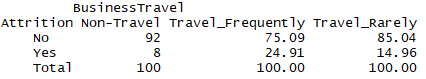 BusinessTravel
Attrition Non-Travel Travel_Frequently Travel_Rarely
No 92 75.09 85.04
Yes 8 24.91 14.96
Total 100 100.00 100.00